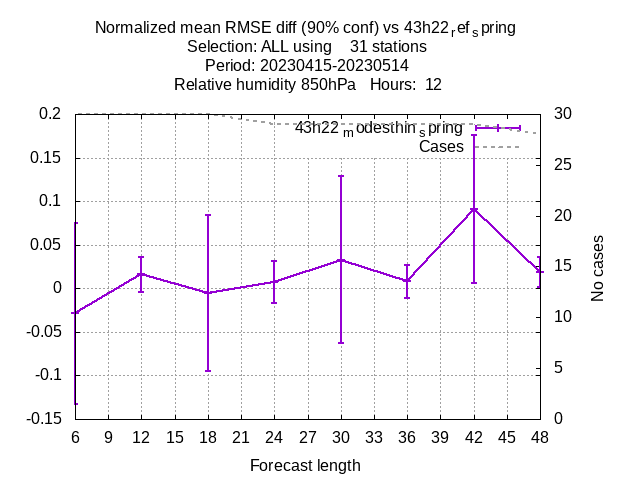 Normalized mean RMSE diff (90% conf) vs 43h22refspring
Selection: ALL using 31 stations
Period: 20230415-20230514
Relative humidity 850hPa Hours: 12
43h22modesthinspring
Cases
0.2
0.15
0.1
0.05
0
-0.05
-0.1
-0.15
30
25
20
15
10
5
0
No cases
6 9 12 15 18 21 24 27 30 33 36 39 42 45 48
Forecast length